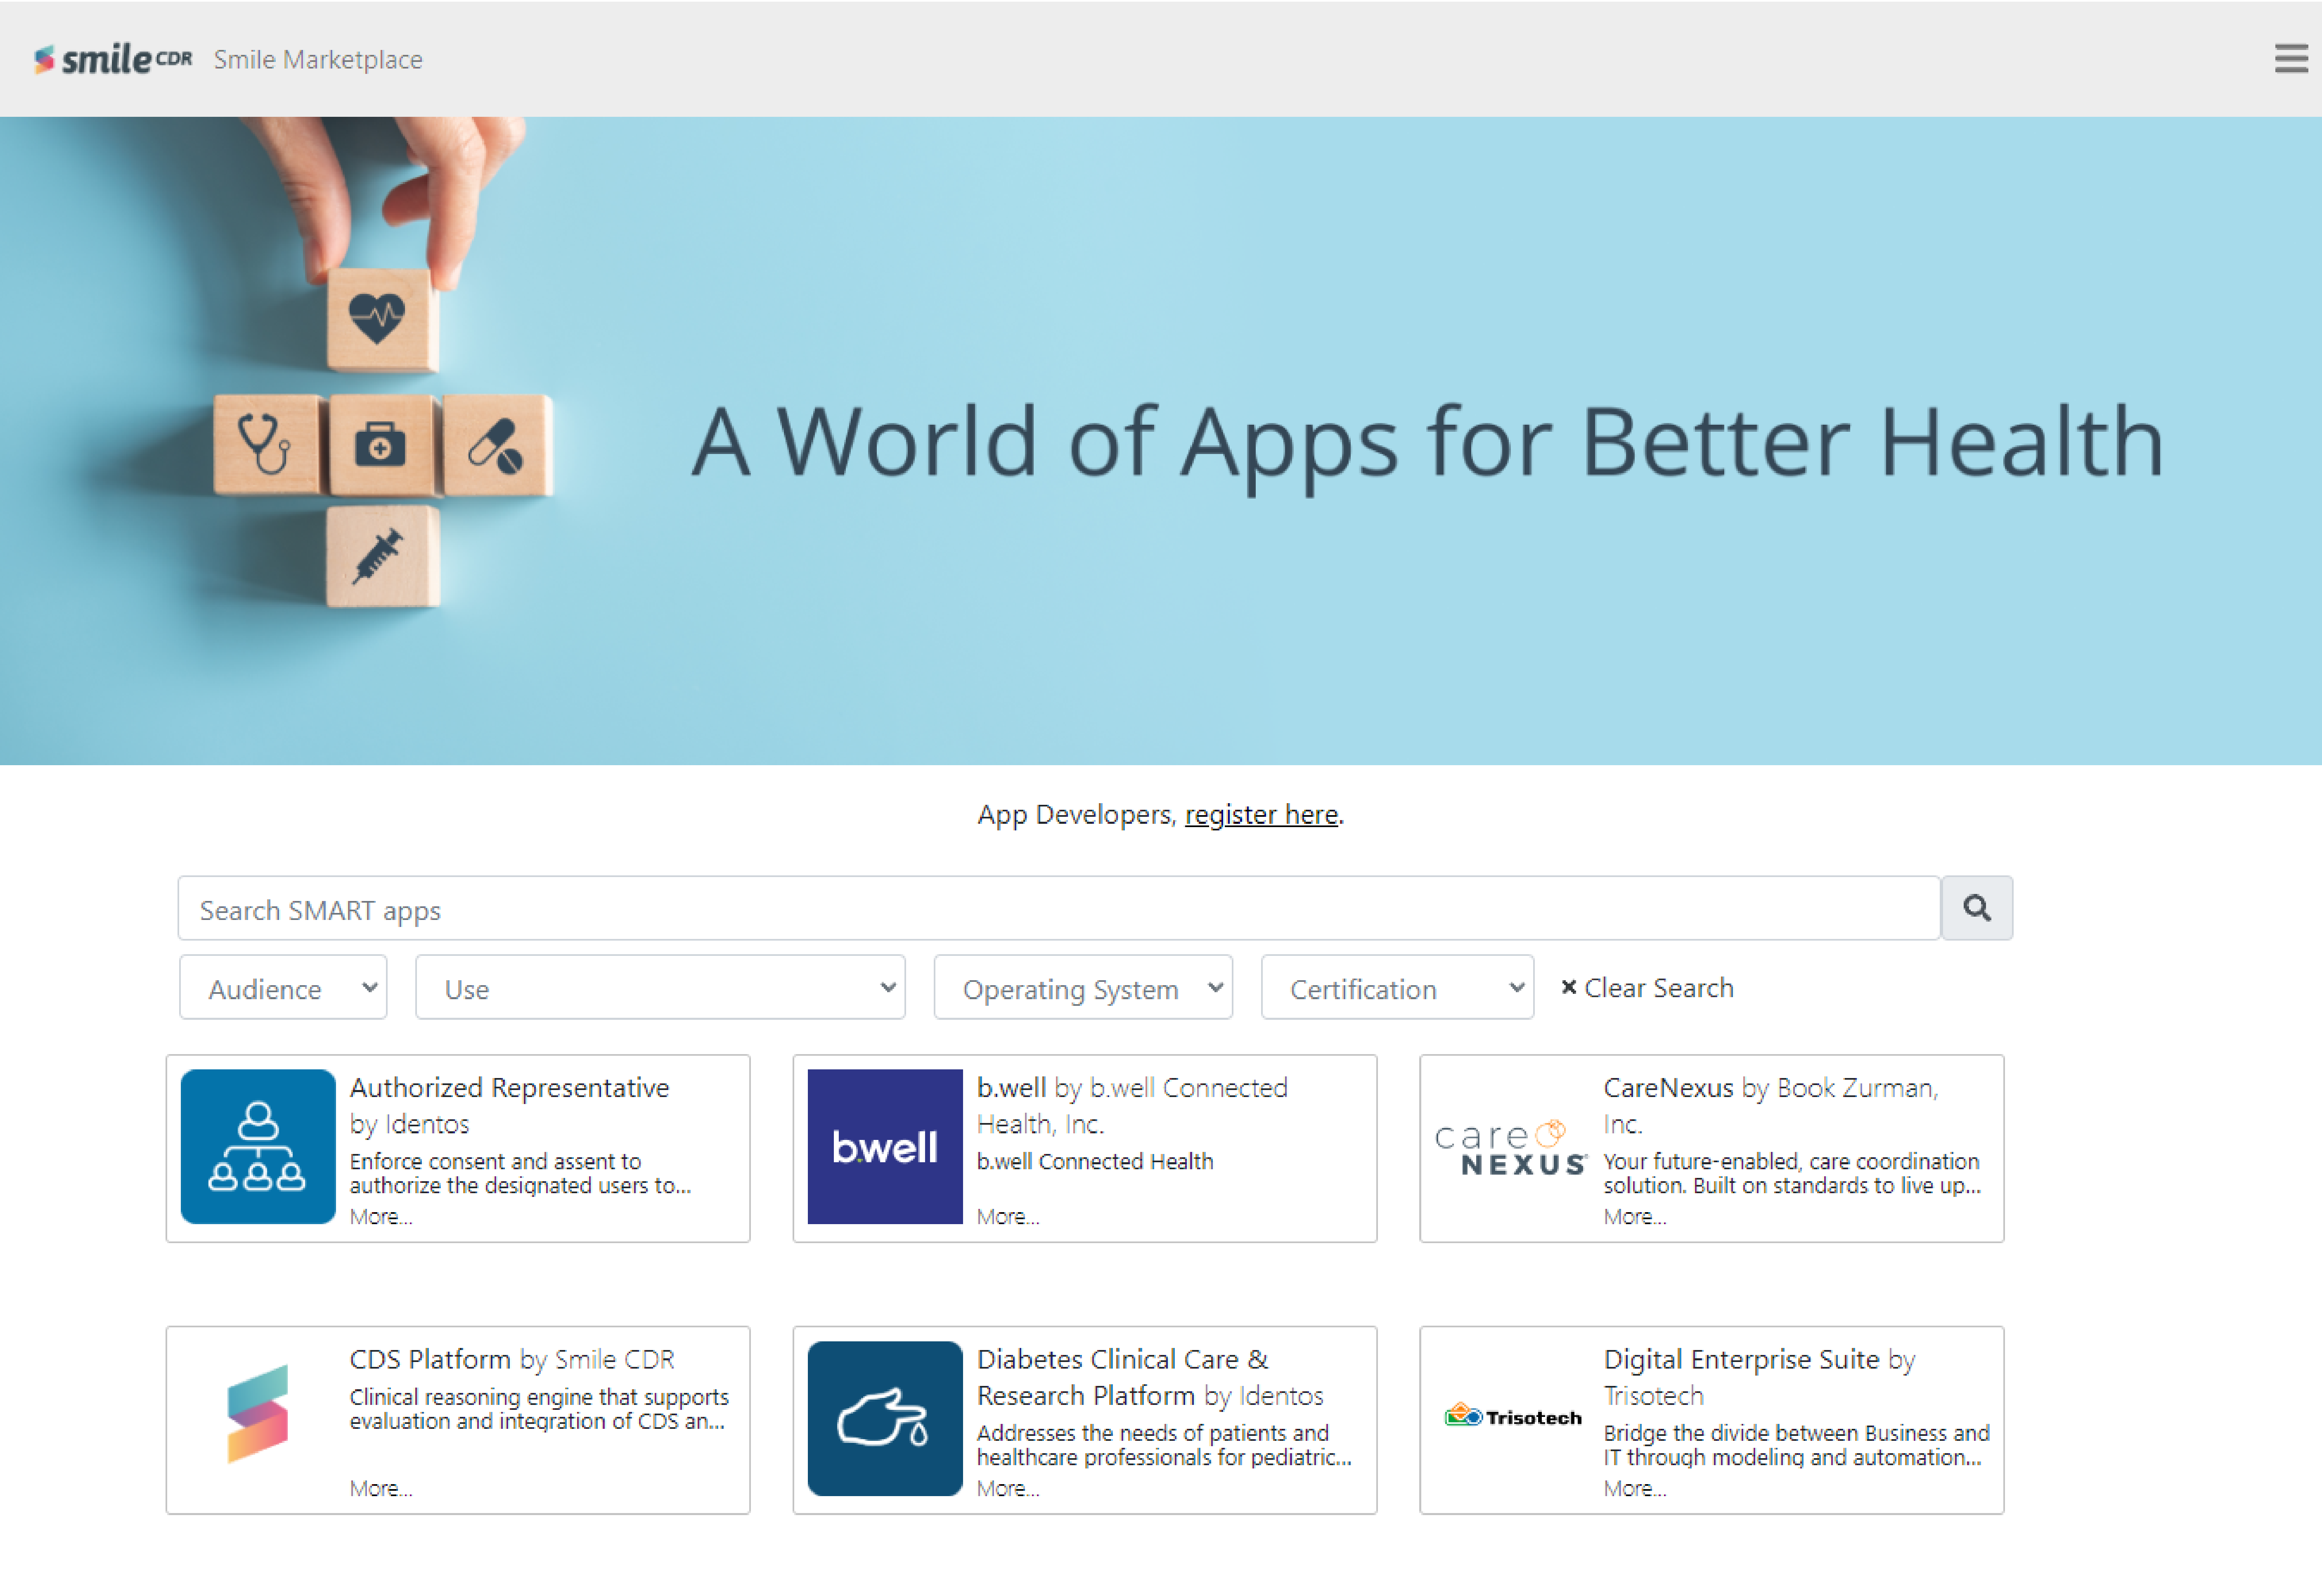 smile CDR Smile Marketplace
A World of Apps for Better Health
App Developers, register here.
Search SMART apps
Audience
Use
Operating System
Certification
× Clear Search
Authorized Representative
by Identos
Enforce consent and assent to
authorize the designated users to...
More...
b.well
b.well by b.well Connected
Health, Inc.
b.well Connected Health
More...
care
NEXUS
CareNexus by Book Zurman,
Inc.
Your future-enabled, care coordination
solution. Built on standards to live up...
More...
CDS Platform by Smile CDR
Clinical reasoning engine that supports
evaluation and integration of CDS an...
More...
Diabetes Clinical Care &
Research Platform by Identos
Addresses the needs of patients and
healthcare professionals for pediatric...
More...
Trisotech
Digital Enterprise Suite by
Trisotech
Bridge the divide between Business and
IT through modeling and automation...
More...